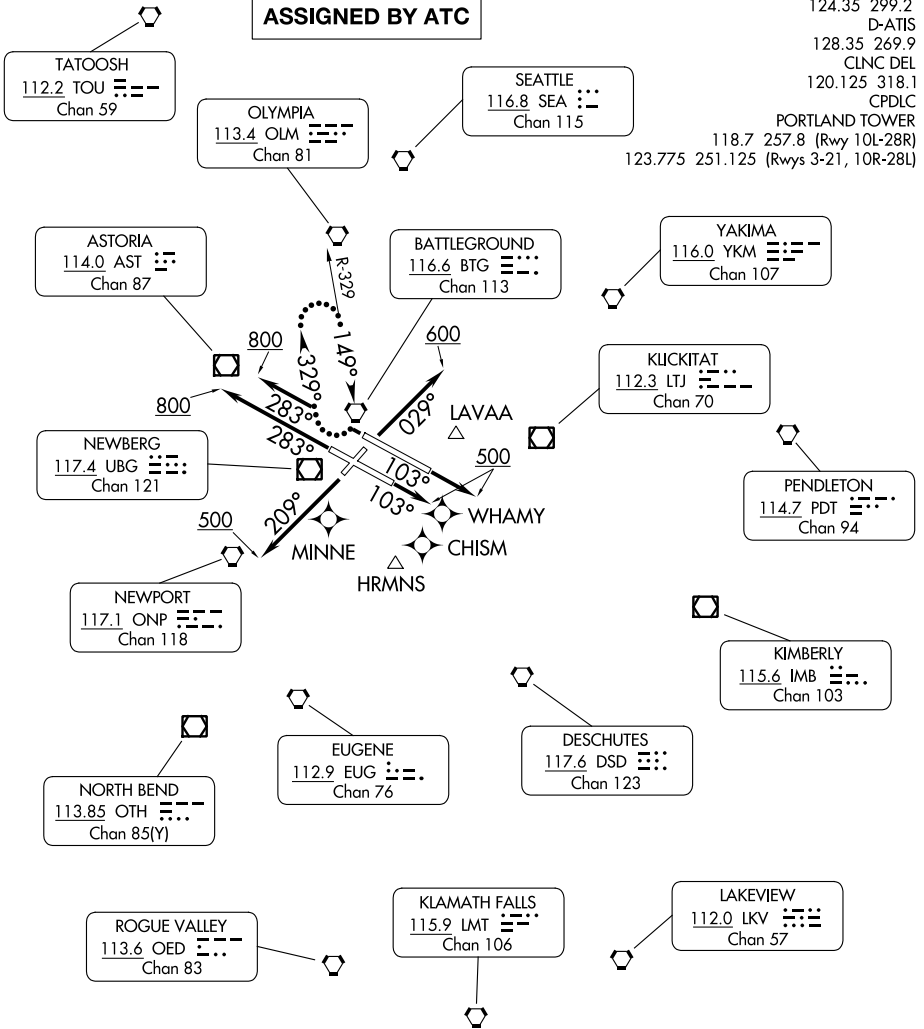 ASSIGNED BY ATC
124.35 299.2
D-ATIS
128.35 269.9
CLNC DEL
120.125 318.1
CPDLC
PORTLAND TOWER
118.7 257.8 (Rwy 10L-28R)
123.775 251.125 (Rwys 3-21, 10R-28L)
TATOOSH
112.2 TOU
Chan 59
OLYMPIA
113.4 OLM
Chan 81
SEATTLE
116.8 SEA
Chan 115
ASTORIA
114.0 AST
Chan 87
BATTLEGROUND
116.6 BTG
Chan 113
YAKIMA
116.0 YKM
Chan 107
R-329
149°
329°
800
600
029°
283°
800
283°
KLICKITAT
112.3 LTJ
Chan 70
LAVAA
NEWBERG
117.4 UBG
Chan 121
103°
500
103°
209°
WHAMY
PENDLETON
114.7 PDT
Chan 94
500
MINNE
CHISM
HRMNS
NEWPORT
117.1 ONP
Chan 118
KIMBERLY
115.6 IMB
Chan 103
EUGENE
112.9 EUG
Chan 76
DESCHUTES
117.6 DSD
Chan 123
NORTH BEND
113.85 OTH
Chan 85(Y)
ROGUE VALLEY
113.6 OED
Chan 83
KLAMATH FALLS
115.9 LMT
Chan 106
LAKEVIEW
112.0 LKV
Chan 57